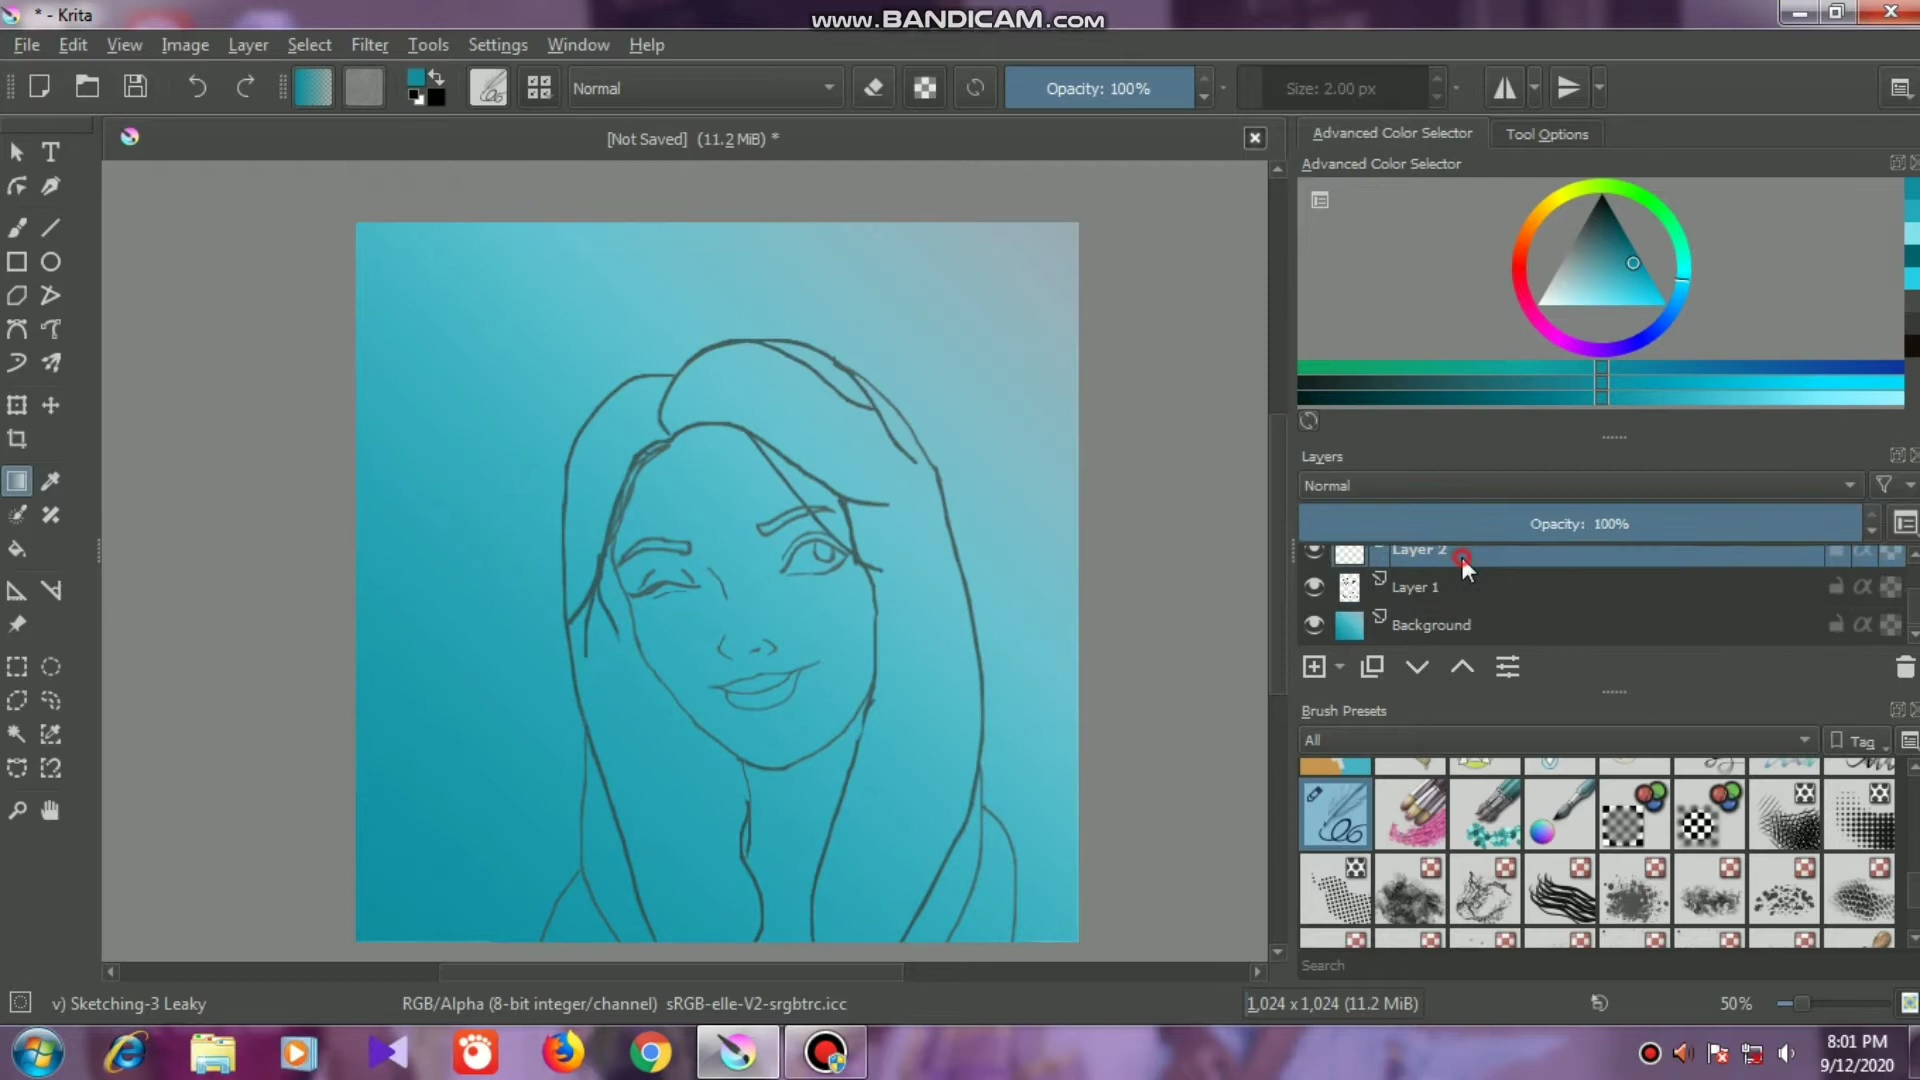 * - Krita
www.BANDICAM.com
File Edit View Image Layer Select Filter Tools Settings Window Help
Normal
Opacity: 100%
Size: 2.00 px
[Not Saved] (11.2 MiB) *
Advanced Color Selector
Tool Options
Advanced Color Selector
Layers
Normal
Opacity: 100%
Layer 2
Layer 1
Background
Brush Presets
All
Tag
Search
v) Sketching-3 Leaky
RGB/Alpha (8-bit integer/channel) sRGB-elle-V2-srgbtrc.icc
1,024 x 1,024 (11.2 MiB)
50%
8:01 PM
9/12/2020